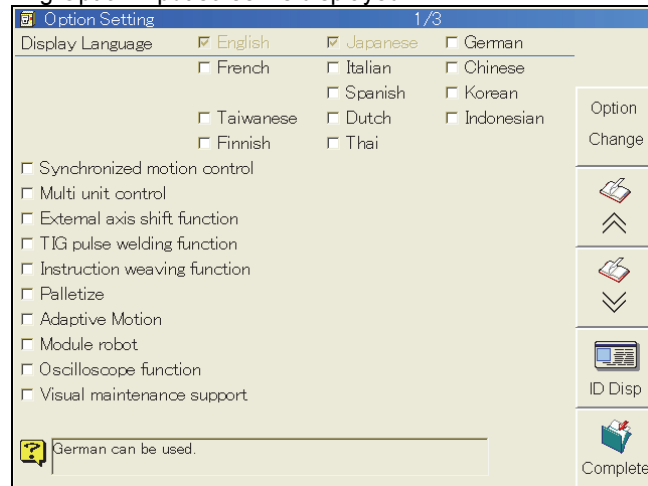 Option Setting 1/3
Display Language English Japanese German
French Italian Chinese
Spanish Korean
Taiwanese Dutch Indonesian
Finnish Thai
Synchronized motion control
Multi unit control
External axis shift function
TIG pulse welding function
Instruction weaving function
Palletize
Adaptive Motion
Module robot
Oscilloscope function
Visual maintenance support
German can be used.
Option
Change
ID Disp
Complete